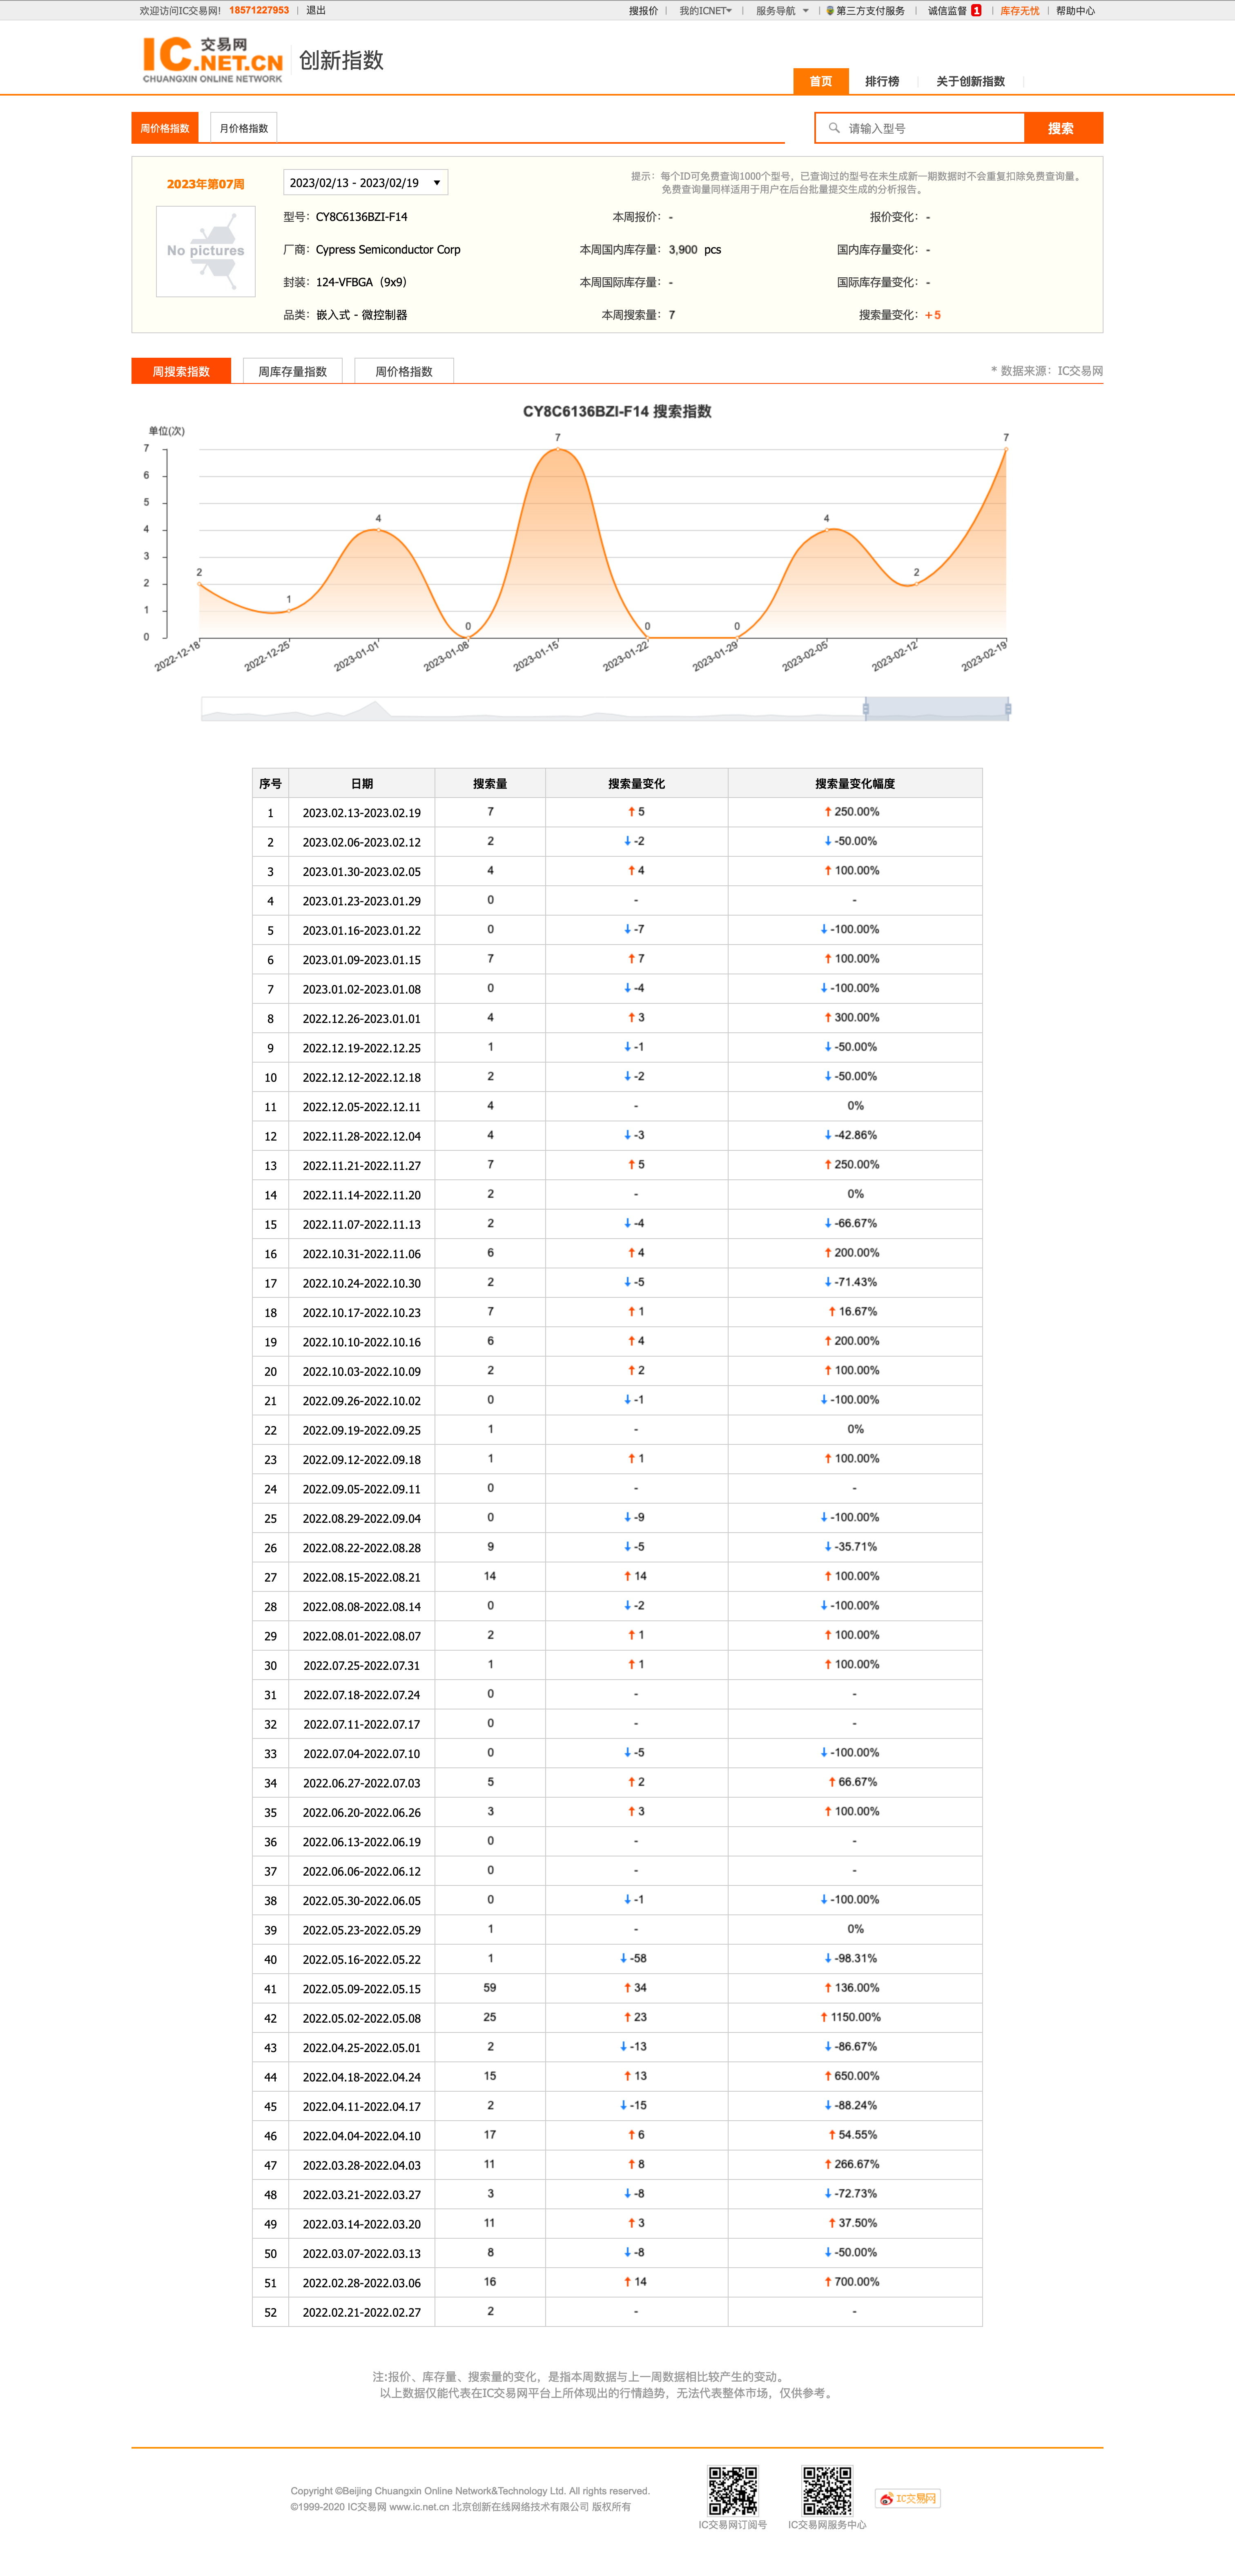 欢迎访问IC交易网! 18571227953 | 退出 搜报价 | 我的ICNET | 服务导航 | 第三方支付服务 | 诚信监督 1 | 库存无忧 | 帮助中心
IC.交易网 NET.CN CHUANGXIN ONLINE NETWORK 创新指数
首页 排行榜 关于创新指数
周价格指数 月价格指数 请输入型号 搜索
2023年第07周 2023/02/13 - 2023/02/19
提示：每个ID可免费查询1000个型号，已查询过的型号在未生成新一期数据时不会重复扣除免费查询量。
免费查询量同样适用于用户在后台批量提交生成的分析报告。
No pictures
型号：CY8C6136BZI-F14 本周报价：- 报价变化：-
厂商：Cypress Semiconductor Corp 本周国内库存量：3,900 pcs 国内库存量变化：-
封装：124-VFBGA（9x9） 本周国际库存量：- 国际库存量变化：-
品类：嵌入式 - 微控制器 本周搜索量：7 搜索量变化：+5
周搜索指数 周库存量指数 周价格指数 * 数据来源：IC交易网
CY8C6136BZI-F14 搜索指数
单位(次)
7
6
5
4
3
2
1
0
2 1 4 0 7 0 0 4 2 7
2022-12-18 2022-12-25 2023-01-01 2023-01-08 2023-01-15 2023-01-22 2023-01-29 2023-02-05 2023-02-12 2023-02-19
序号 日期 搜索量 搜索量变化 搜索量变化幅度
1 2023.02.13-2023.02.19 7 ↑5 ↑250.00%
2 2023.02.06-2023.02.12 2 ↓-2 ↓-50.00%
3 2023.01.30-2023.02.05 4 ↑4 ↑100.00%
4 2023.01.23-2023.01.29 0 - -
5 2023.01.16-2023.01.22 0 ↓-7 ↓-100.00%
6 2023.01.09-2023.01.15 7 ↑7 ↑100.00%
7 2023.01.02-2023.01.08 0 ↓-4 ↓-100.00%
8 2022.12.26-2023.01.01 4 ↑3 ↑300.00%
9 2022.12.19-2022.12.25 1 ↓-1 ↓-50.00%
10 2022.12.12-2022.12.18 2 ↓-2 ↓-50.00%
11 2022.12.05-2022.12.11 4 - 0%
12 2022.11.28-2022.12.04 4 ↓-3 ↓-42.86%
13 2022.11.21-2022.11.27 7 ↑5 ↑250.00%
14 2022.11.14-2022.11.20 2 - 0%
15 2022.11.07-2022.11.13 2 ↓-4 ↓-66.67%
16 2022.10.31-2022.11.06 6 ↑4 ↑200.00%
17 2022.10.24-2022.10.30 2 ↓-5 ↓-71.43%
18 2022.10.17-2022.10.23 7 ↑1 ↑16.67%
19 2022.10.10-2022.10.16 6 ↑4 ↑200.00%
20 2022.10.03-2022.10.09 2 ↑2 ↑100.00%
21 2022.09.26-2022.10.02 0 ↓-1 ↓-100.00%
22 2022.09.19-2022.09.25 1 - 0%
23 2022.09.12-2022.09.18 1 ↑1 ↑100.00%
24 2022.09.05-2022.09.11 0 - -
25 2022.08.29-2022.09.04 0 ↓-9 ↓-100.00%
26 2022.08.22-2022.08.28 9 ↓-5 ↓-35.71%
27 2022.08.15-2022.08.21 14 ↑14 ↑100.00%
28 2022.08.08-2022.08.14 0 ↓-2 ↓-100.00%
29 2022.08.01-2022.08.07 2 ↑1 ↑100.00%
30 2022.07.25-2022.07.31 1 ↑1 ↑100.00%
31 2022.07.18-2022.07.24 0 - -
32 2022.07.11-2022.07.17 0 - -
33 2022.07.04-2022.07.10 0 ↓-5 ↓-100.00%
34 2022.06.27-2022.07.03 5 ↑2 ↑66.67%
35 2022.06.20-2022.06.26 3 ↑3 ↑100.00%
36 2022.06.13-2022.06.19 0 - -
37 2022.06.06-2022.06.12 0 - -
38 2022.05.30-2022.06.05 0 ↓-1 ↓-100.00%
39 2022.05.23-2022.05.29 1 - 0%
40 2022.05.16-2022.05.22 1 ↓-58 ↓-98.31%
41 2022.05.09-2022.05.15 59 ↑34 ↑136.00%
42 2022.05.02-2022.05.08 25 ↑23 ↑1150.00%
43 2022.04.25-2022.05.01 2 ↓-13 ↓-86.67%
44 2022.04.18-2022.04.24 15 ↑13 ↑650.00%
45 2022.04.11-2022.04.17 2 ↓-15 ↓-88.24%
46 2022.04.04-2022.04.10 17 ↑6 ↑54.55%
47 2022.03.28-2022.04.03 11 ↑8 ↑266.67%
48 2022.03.21-2022.03.27 3 ↓-8 ↓-72.73%
49 2022.03.14-2022.03.20 11 ↑3 ↑37.50%
50 2022.03.07-2022.03.13 8 ↓-8 ↓-50.00%
51 2022.02.28-2022.03.06 16 ↑14 ↑700.00%
52 2022.02.21-2022.02.27 2 - -
注:报价、库存量、搜索量的变化，是指本周数据与上一周数据相比较产生的变动。
以上数据仅能代表在IC交易网平台上所体现出的行情趋势，无法代表整体市场，仅供参考。
Copyright ©Beijing Chuangxin Online Network&Technology Ltd. All rights reserved.
©1999-2020 IC交易网 www.ic.net.cn 北京创新在线网络技术有限公司 版权所有
IC交易网订阅号 IC交易网服务中心 IC交易网